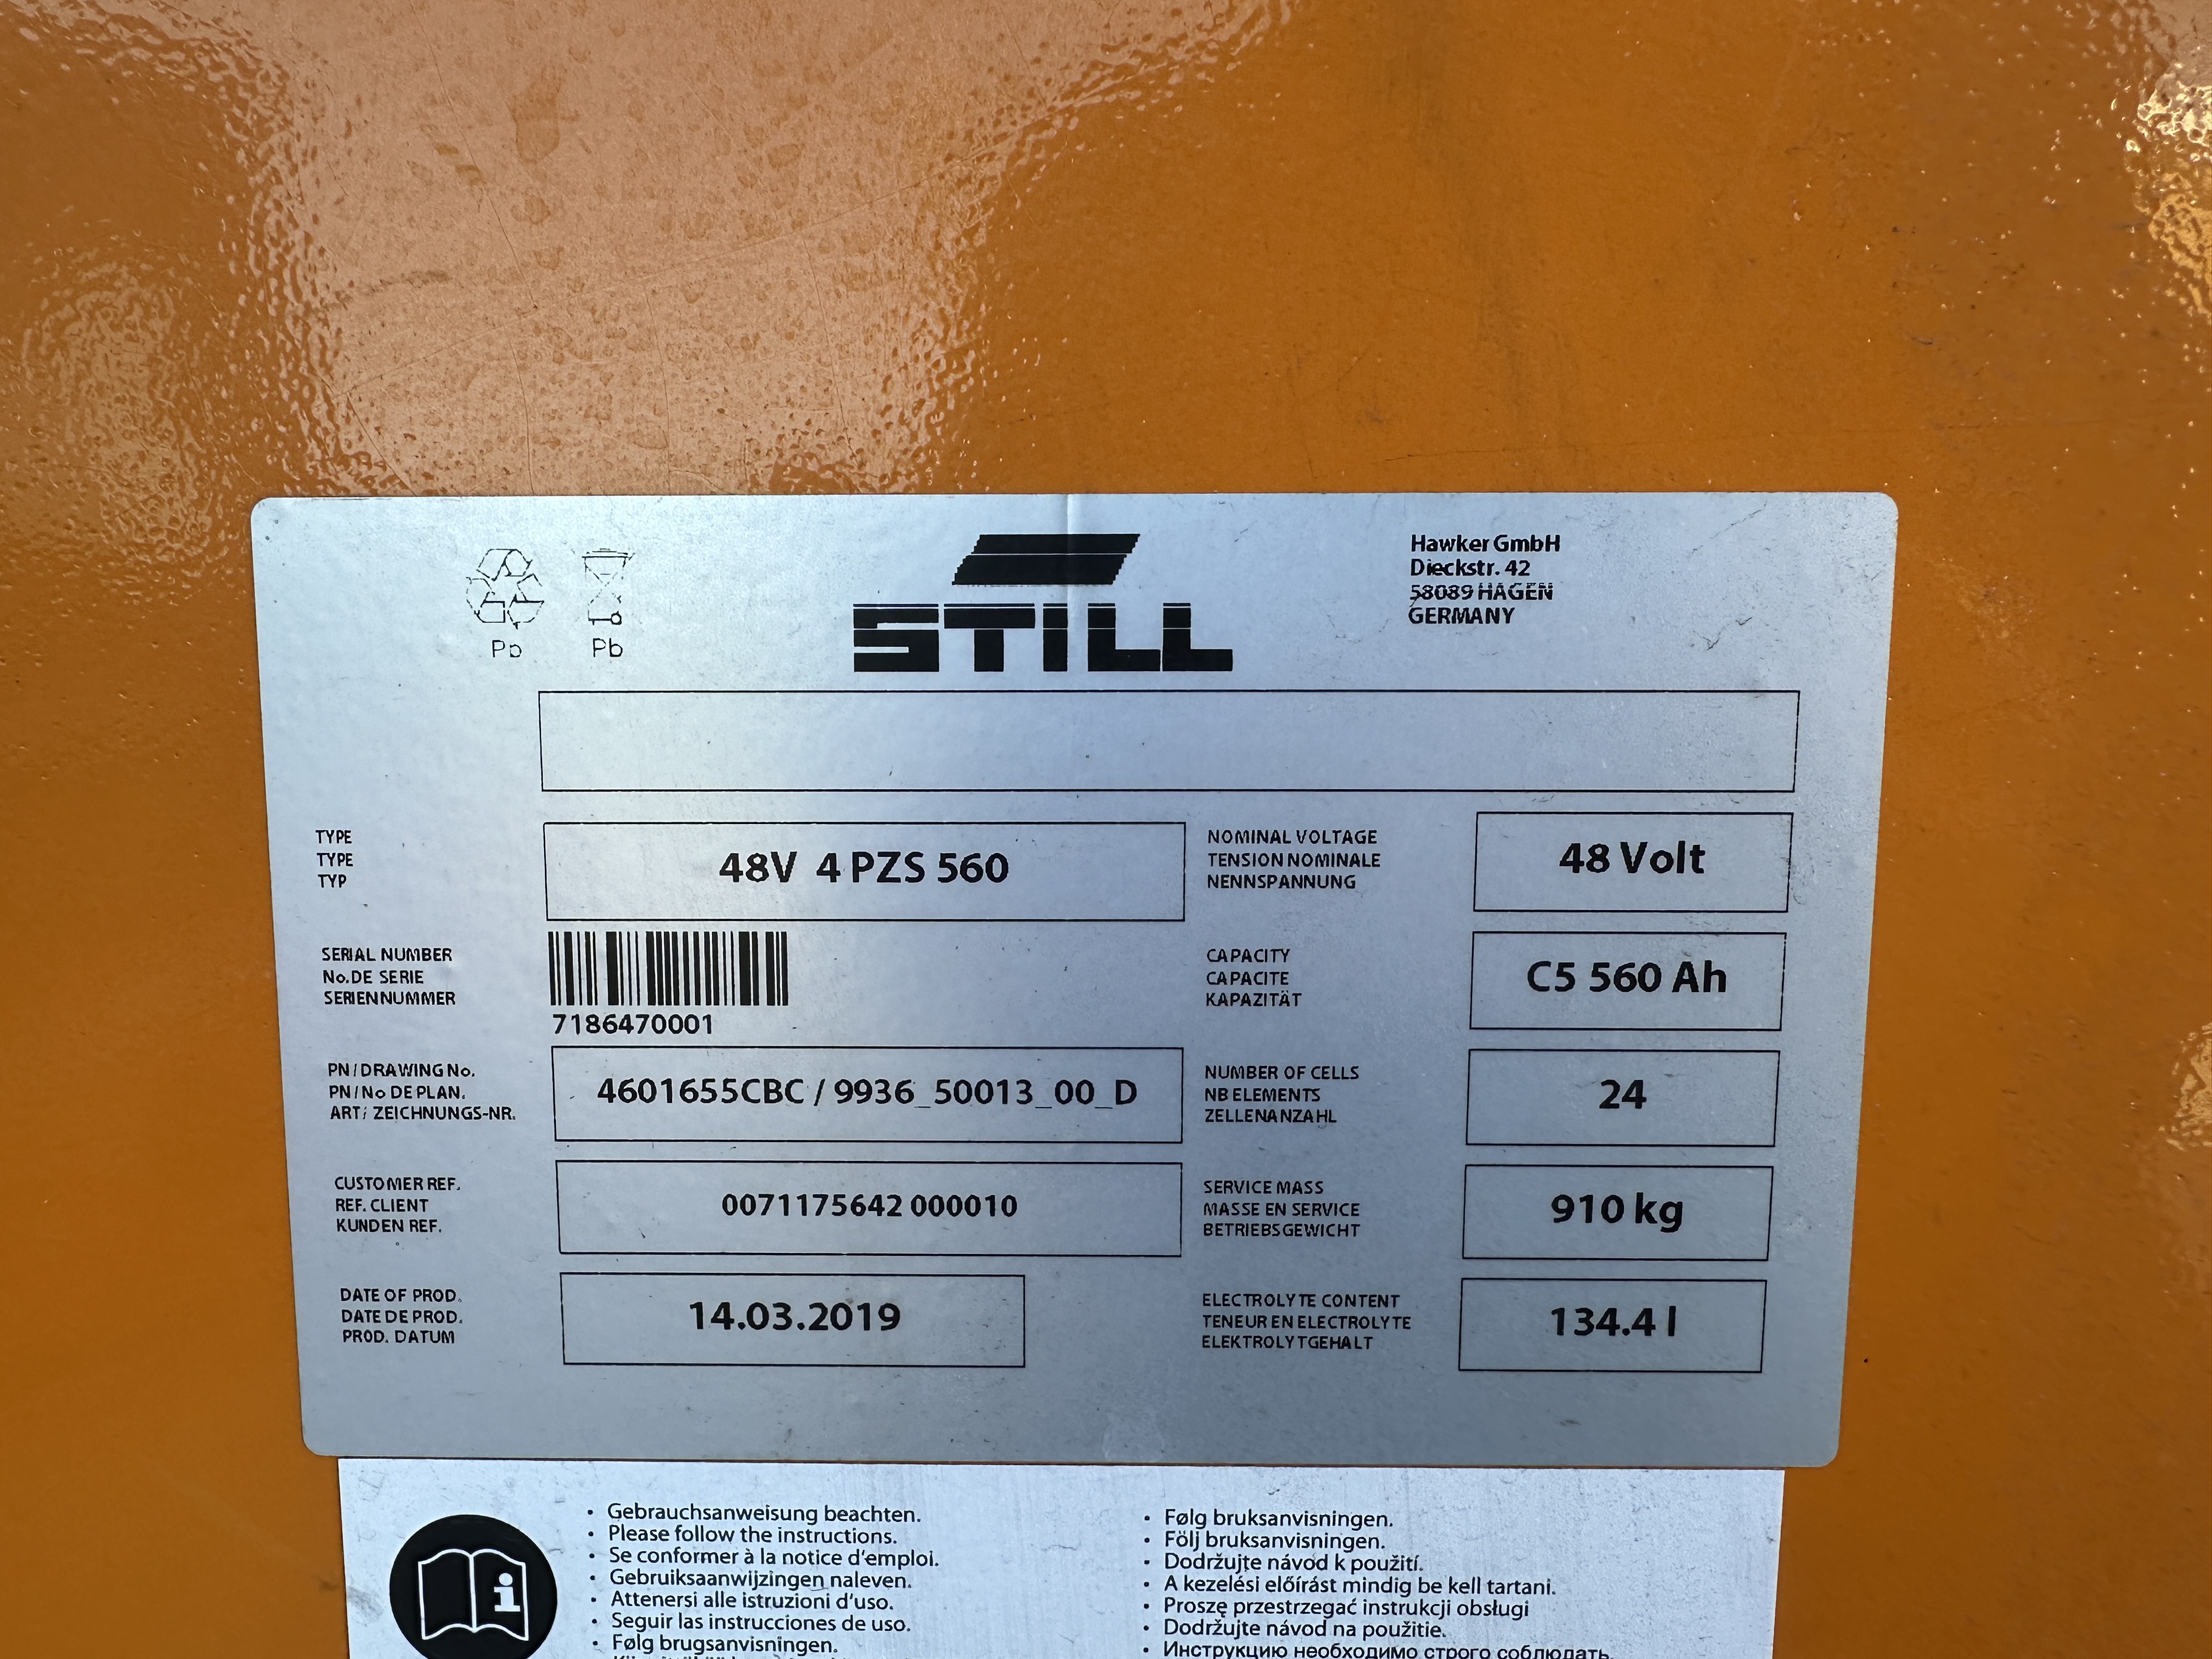 Pb
Pb
STILL
Hawker GmbH
Dieckstr. 42
58089 HAGEN
GERMANY
TYPE
TYPE
TYP
48V 4 PZS 560
NOMINAL VOLTAGE
TENSION NOMINALE
NENNSPANNUNG
48 Volt
SERIAL NUMBER
No.DE SERIE
SERIENNUMMER
7186470001
CAPACITY
CAPACITE
KAPAZITÄT
C5 560 Ah
PN/DRAWING No.
PN/No DE PLAN.
ART/ ZEICHNUNGS-NR.
4601655CBC / 9936_50013_00_D
NUMBER OF CELLS
NB ELEMENTS
ZELLENANZAHL
24
CUSTOMER REF.
REF. CLIENT
KUNDEN REF.
0071175642 000010
SERVICE MASS
MASSE EN SERVICE
BETRIEBSGEWICHT
910 kg
DATE OF PROD.
DATE DE PROD.
PROD. DATUM
14.03.2019
ELECTROLYTE CONTENT
TENEUR EN ELECTROLYTE
ELEKTROLYTGEHALT
134.4 l
• Gebrauchsanweisung beachten.
• Please follow the instructions.
• Se conformer à la notice d'emploi.
• Gebruiksaanwijzingen naleven.
• Attenersi alle istruzioni d'uso.
• Seguir las instrucciones de uso.
• Følg brugsanvisningen.
• Følg bruksanvisningen.
• Följ bruksanvisningen.
• Dodržujte návod k použití.
• A kezelési előírást mindig be kell tartani.
• Proszę przestrzegać instrukcji obsługi
• Dodržujte návod na použitie.
• Инструкцию необходимо строго соблюдать.